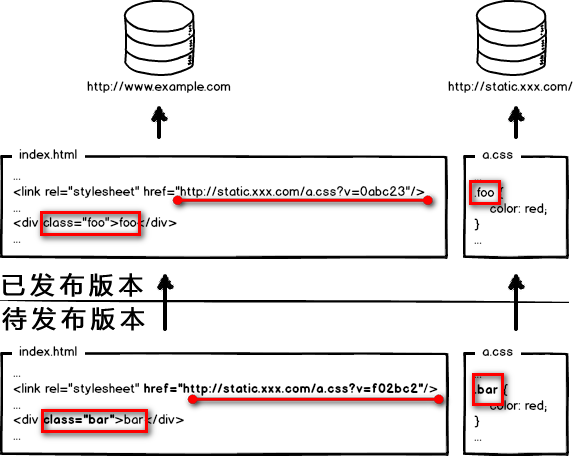 http://www.example.com
http://static.xxx.com/
index.html
...
<link rel="stylesheet" href="http://static.xxx.com/a.css?v=0abc23"/>
...
<div class="foo">foo</div>
...
a.css
...
.foo {
color: red;
}
...
已发布版本
待发布版本
index.html
...
<link rel="stylesheet" href="http://static.xxx.com/a.css?v=f02bc2"/>
...
<div class="bar">bar</div>
...
a.css
...
.bar {
color: red;
}
...